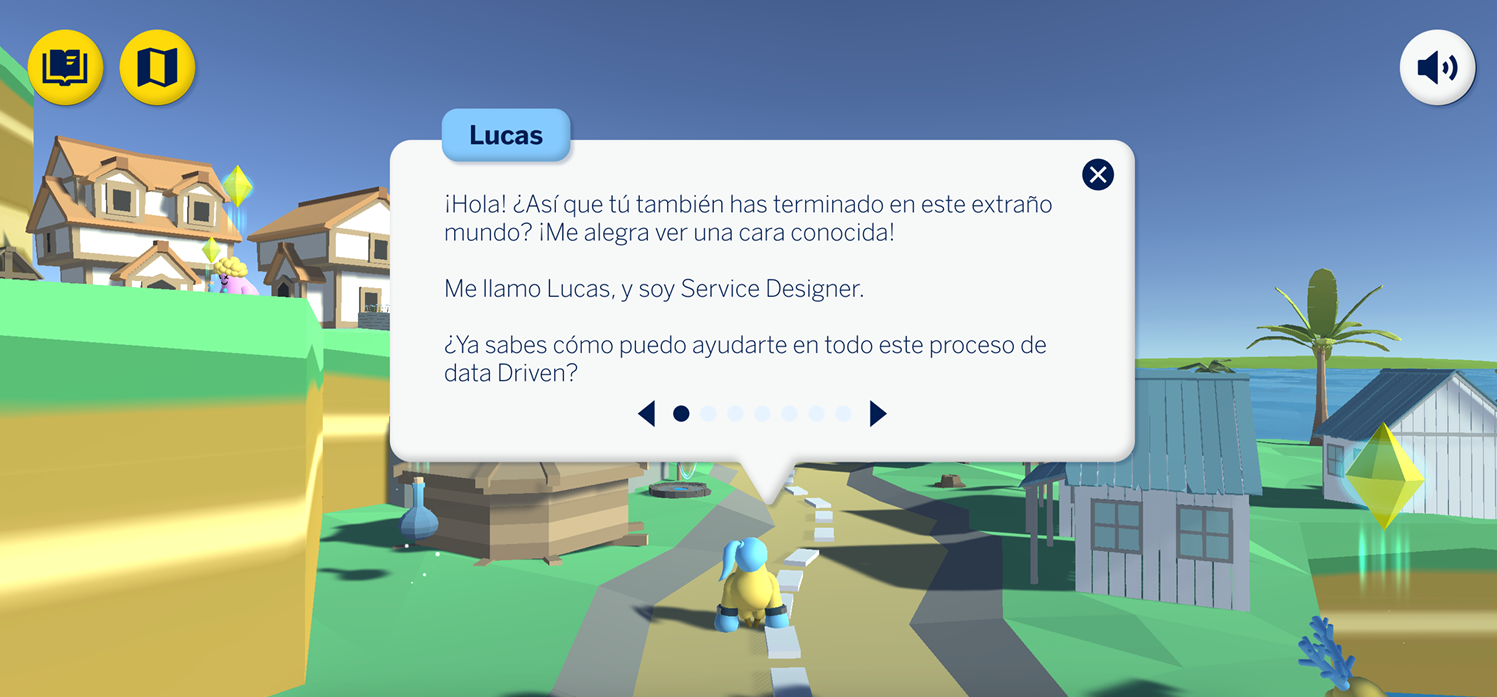 Lucas
¡Hola! ¿Así que tú también has terminado en este extraño
mundo? ¡Me alegra ver una cara conocida!
Me llamo Lucas, y soy Service Designer.
¿Ya sabes cómo puedo ayudarte en todo este proceso de
data Driven?